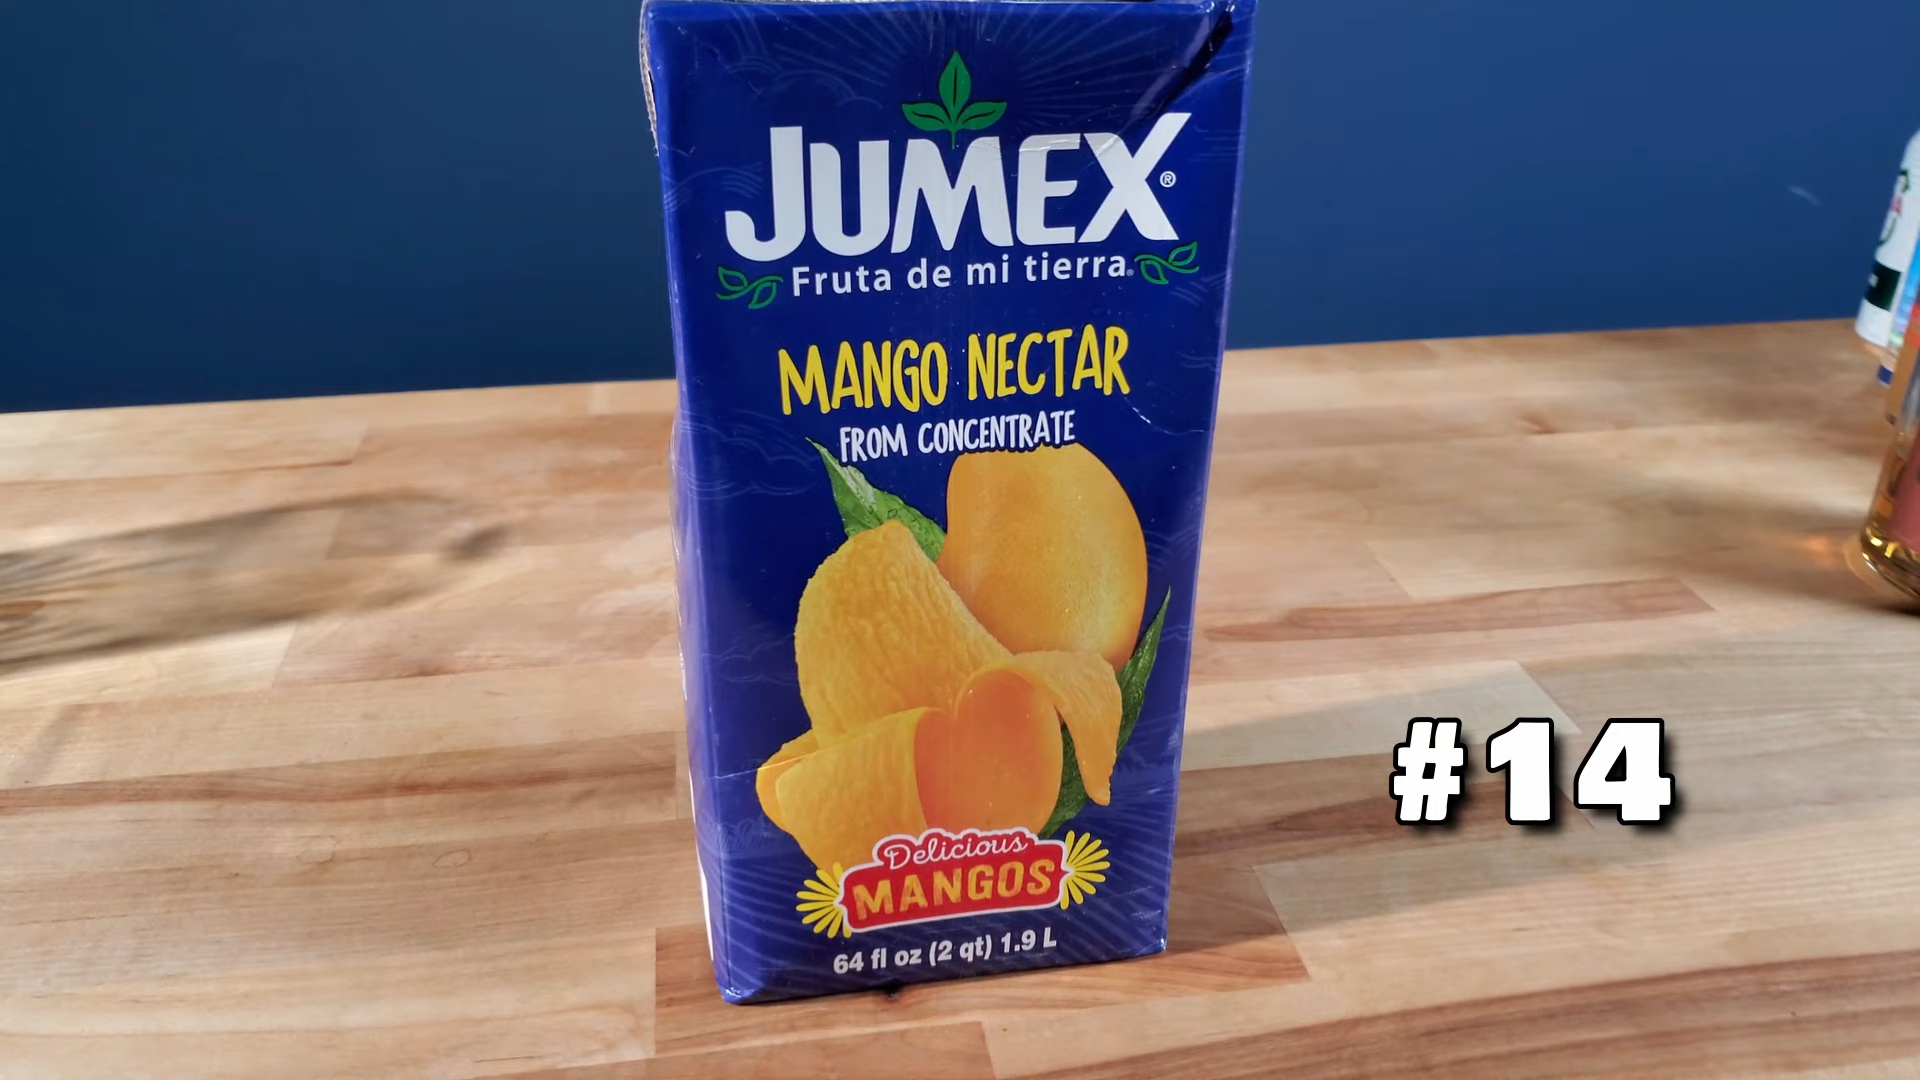 JUMEX®
Fruta de mi tierra®
MANGO NECTAR
FROM CONCENTRATE
Delicious
MANGOS
64 fl oz (2 qt) 1.9 L
#14